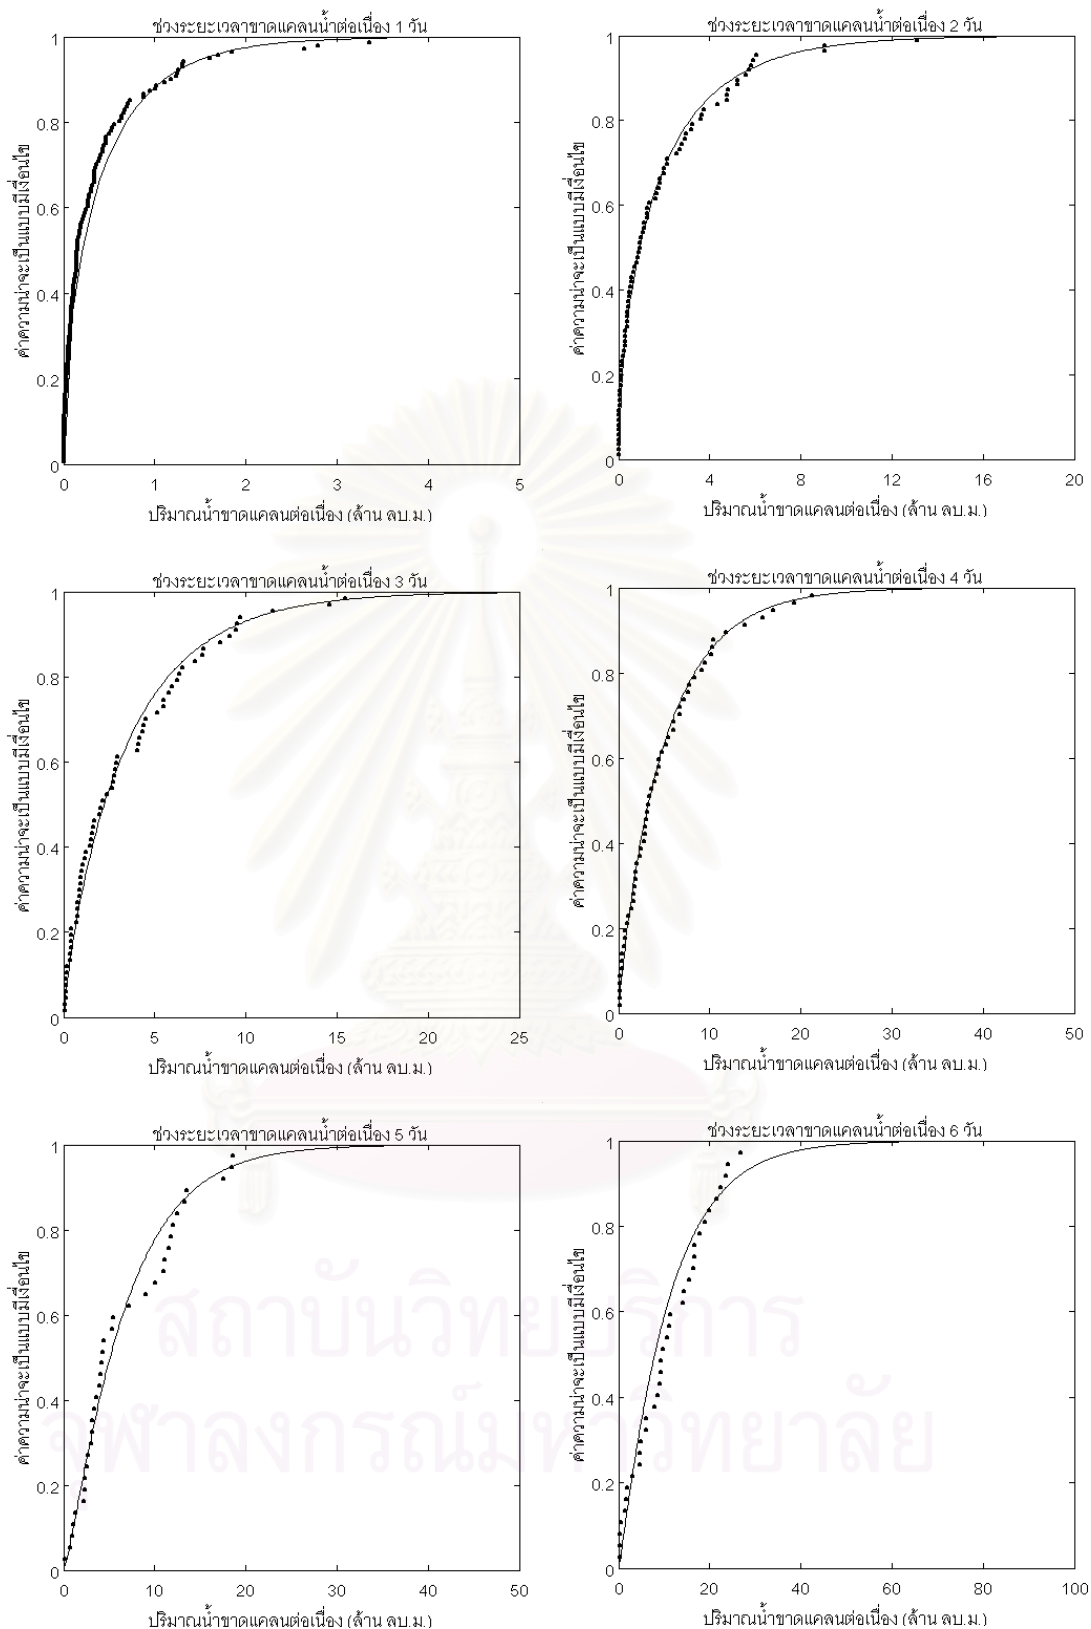 ช่วงระยะเวลาขาดแคลนน้ำต่อเนื่อง 1 วัน
ค่าความน่าจะเป็นแบบมีเงื่อนไข
1
0.8
0.6
0.4
0.2
0
0 1 2 3 4 5
ปริมาณน้ำขาดแคลนต่อเนื่อง (ล้าน ลบ.ม.)
ช่วงระยะเวลาขาดแคลนน้ำต่อเนื่อง 2 วัน
ค่าความน่าจะเป็นแบบมีเงื่อนไข
1
0.8
0.6
0.4
0.2
0
0 4 8 12 16 20
ปริมาณน้ำขาดแคลนต่อเนื่อง (ล้าน ลบ.ม.)
ช่วงระยะเวลาขาดแคลนน้ำต่อเนื่อง 3 วัน
ค่าความน่าจะเป็นแบบมีเงื่อนไข
1
0.8
0.6
0.4
0.2
0
0 5 10 15 20 25
ปริมาณน้ำขาดแคลนต่อเนื่อง (ล้าน ลบ.ม.)
ช่วงระยะเวลาขาดแคลนน้ำต่อเนื่อง 4 วัน
ค่าความน่าจะเป็นแบบมีเงื่อนไข
1
0.8
0.6
0.4
0.2
0
0 10 20 30 40 50
ปริมาณน้ำขาดแคลนต่อเนื่อง (ล้าน ลบ.ม.)
ช่วงระยะเวลาขาดแคลนน้ำต่อเนื่อง 5 วัน
ค่าความน่าจะเป็นแบบมีเงื่อนไข
1
0.8
0.6
0.4
0.2
0
0 10 20 30 40 50
ปริมาณน้ำขาดแคลนต่อเนื่อง (ล้าน ลบ.ม.)
ช่วงระยะเวลาขาดแคลนน้ำต่อเนื่อง 6 วัน
ค่าความน่าจะเป็นแบบมีเงื่อนไข
1
0.8
0.6
0.4
0.2
0
0 20 40 60 80 100
ปริมาณน้ำขาดแคลนต่อเนื่อง (ล้าน ลบ.ม.)
สถาบันวิทยบริการ
จุฬาลงกรณ์มหาวิทยาลัย